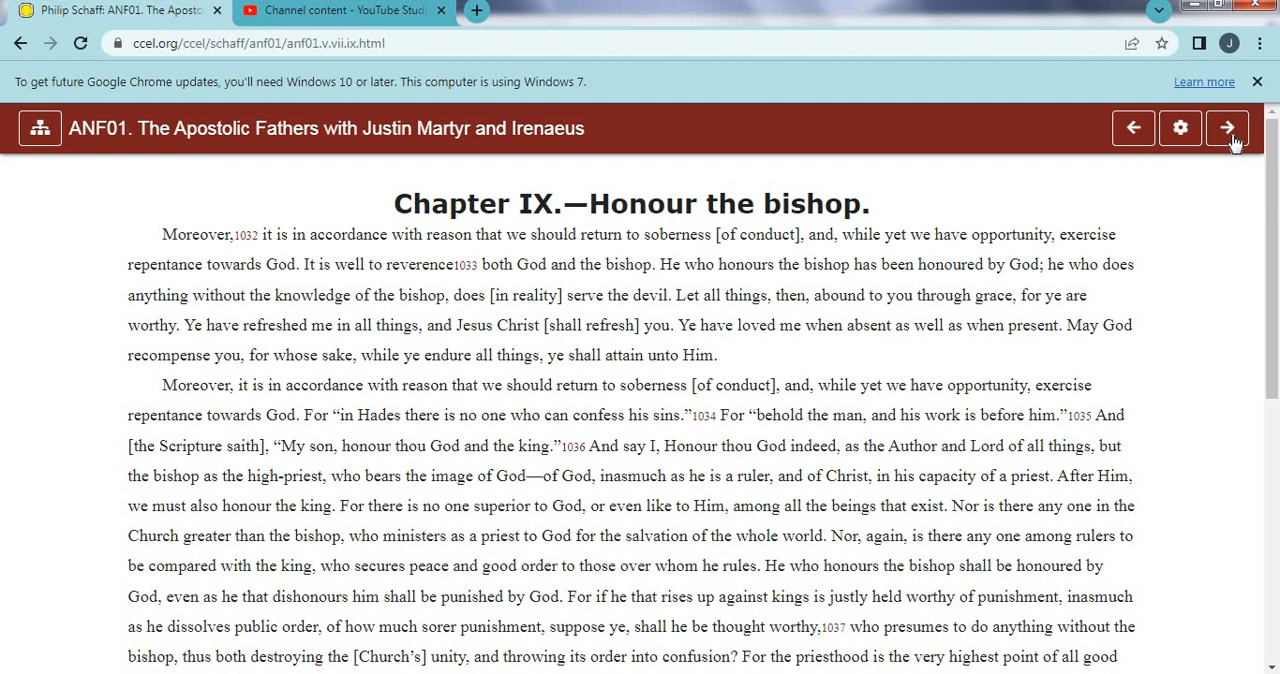 Philip Schaff: ANF01. The Aposto
Channel content - YouTube Studi
ccel.org/ccel/schaff/anf01/anf01.v.vii.ix.html
J
To get future Google Chrome updates, you'll need Windows 10 or later. This computer is using Windows 7.
Learn more
ANF01. The Apostolic Fathers with Justin Martyr and Irenaeus
Chapter IX.—Honour the bishop.
Moreover,1032 it is in accordance with reason that we should return to soberness [of conduct], and, while yet we have opportunity, exercise
repentance towards God. It is well to reverence1033 both God and the bishop. He who honours the bishop has been honoured by God; he who does
anything without the knowledge of the bishop, does [in reality] serve the devil. Let all things, then, abound to you through grace, for ye are
worthy. Ye have refreshed me in all things, and Jesus Christ [shall refresh] you. Ye have loved me when absent as well as when present. May God
recompense you, for whose sake, while ye endure all things, ye shall attain unto Him.
Moreover, it is in accordance with reason that we should return to soberness [of conduct], and, while yet we have opportunity, exercise
repentance towards God. For “in Hades there is no one who can confess his sins.”1034 For “behold the man, and his work is before him.”1035 And
[the Scripture saith], “My son, honour thou God and the king.”1036 And say I, Honour thou God indeed, as the Author and Lord of all things, but
the bishop as the high-priest, who bears the image of God—of God, inasmuch as he is a ruler, and of Christ, in his capacity of a priest. After Him,
we must also honour the king. For there is no one superior to God, or even like to Him, among all the beings that exist. Nor is there any one in the
Church greater than the bishop, who ministers as a priest to God for the salvation of the whole world. Nor, again, is there any one among rulers to
be compared with the king, who secures peace and good order to those over whom he rules. He who honours the bishop shall be honoured by
God, even as he that dishonours him shall be punished by God. For if he that rises up against kings is justly held worthy of punishment, inasmuch
as he dissolves public order, of how much sorer punishment, suppose ye, shall he be thought worthy,1037 who presumes to do anything without the
bishop, thus both destroying the [Church’s] unity, and throwing its order into confusion? For the priesthood is the very highest point of all good